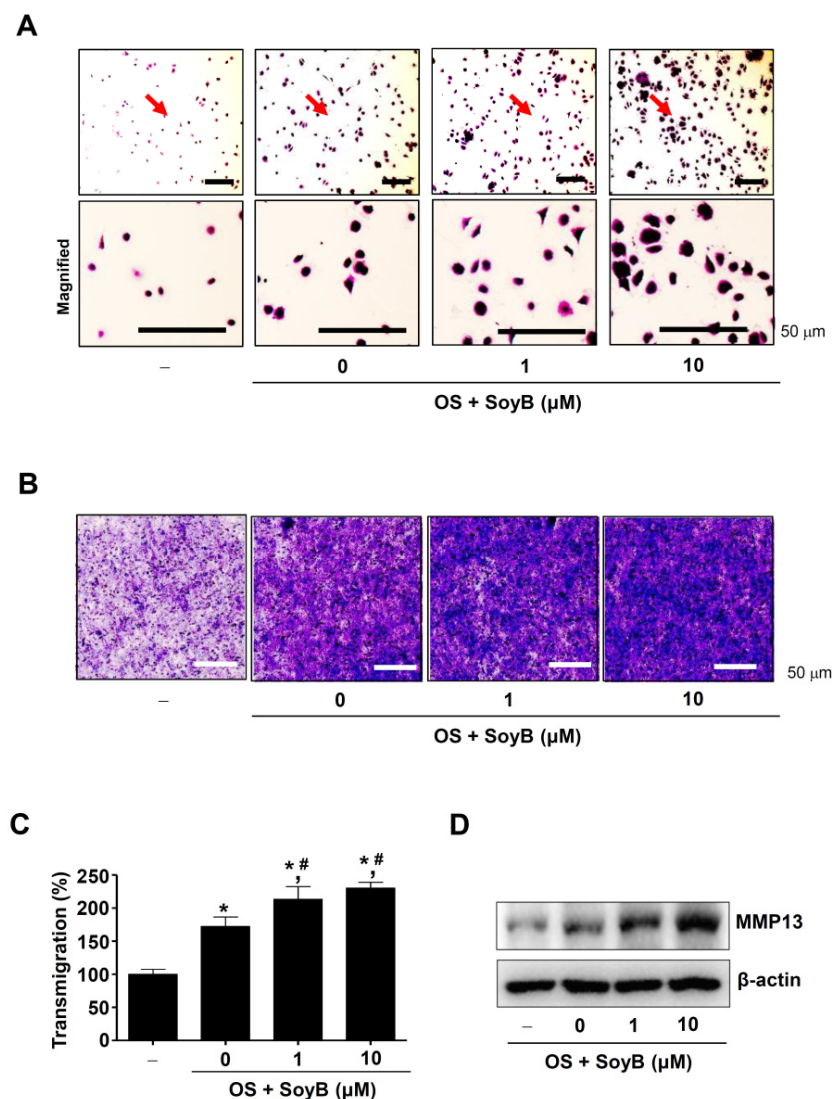 A
Magnified
50 μm
– 0 1 10
OS + SoyB (μM)
B
50 μm
– 0 1 10
OS + SoyB (μM)
C
Transmigration (%)
250
200
150
100
50
0
*
*,#
*,#
– 0 1 10
OS + SoyB (μM)
D
MMP13
β-actin
– 0 1 10
OS + SoyB (μM)